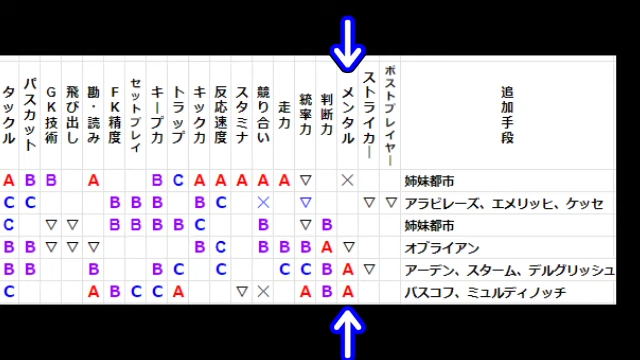 タックル パスカット GK技術 飛び出し 勘・読み FK精度 セットプレイ キープ力 トラップ キック力 反応速度 スタミナ 競り合い 走力 統率力 判断力 メンタル ストライカー ポストプレイヤー 追加手段
A B B A B C A A A A A ▽ × 姉妹都市
C C B B B B C × ▽ ▽ ▽ アラビレーズ、エメリッヒ、ケッセ
C ▽ ▽ B B B B C B ▽ B 姉妹都市
B B ▽ ▽ ▽ B C B B B A ▽ オブライアン
B B B B C C C C B A ▽ アーデン、スターム、デルグリッシュ
C A B C C A ▽ × A B A バスコフ、ミュルディノッチ